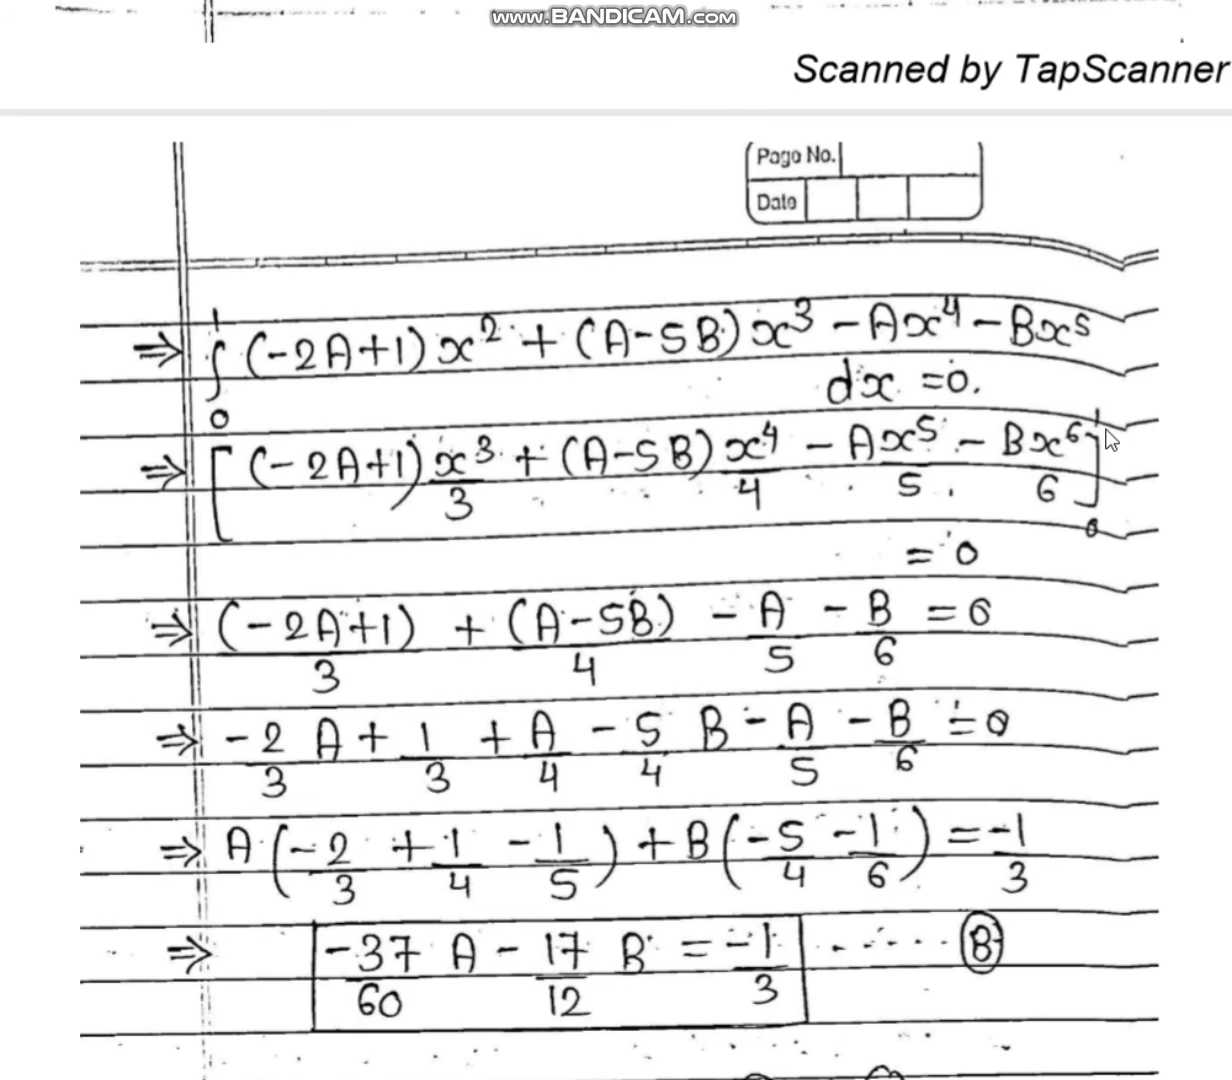 WWW.BANDICAM.COM
Scanned by TapScanner
Page No.
Date
⇒ ∫₀¹ (-2A+1)x² + (A-5B)x³ - Ax⁴ - Bx⁵
dx = 0.
⇒ [(-2A+1) x³/3 + (A-5B) x⁴/4 - Ax⁵/5 - Bx⁶/6]₀¹
= 0
⇒ (-2A+1)/3 + (A-5B)/4 - A/5 - B/6 = 0
⇒ -2/3 A + 1/3 + A/4 - 5/4 B - A/5 - B/6 = 0
⇒ A(-2/3 + 1/4 - 1/5) + B(-5/4 - 1/6) = -1/3
⇒ -37/60 A - 17/12 B = -1/3 ...... (B)